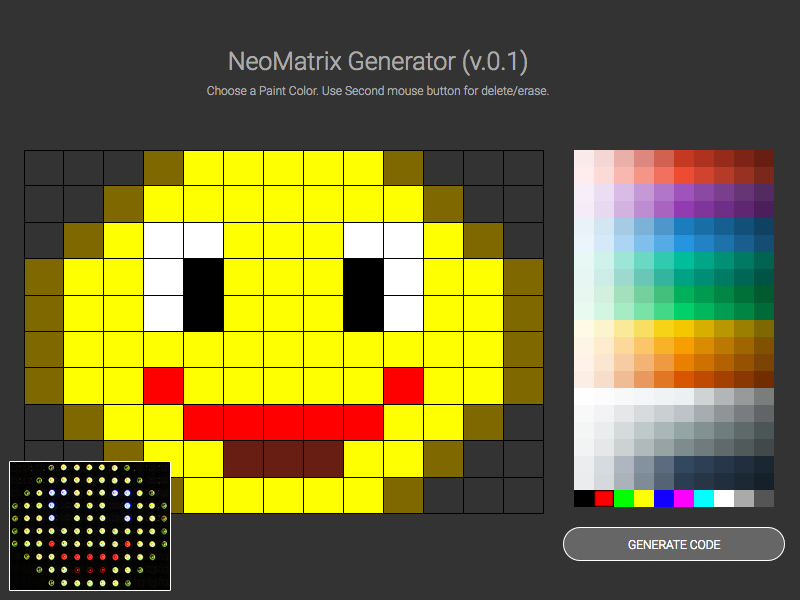 NeoMatrix Generator (v.0.1)
Choose a Paint Color. Use Second mouse button for delete/erase.
GENERATE CODE